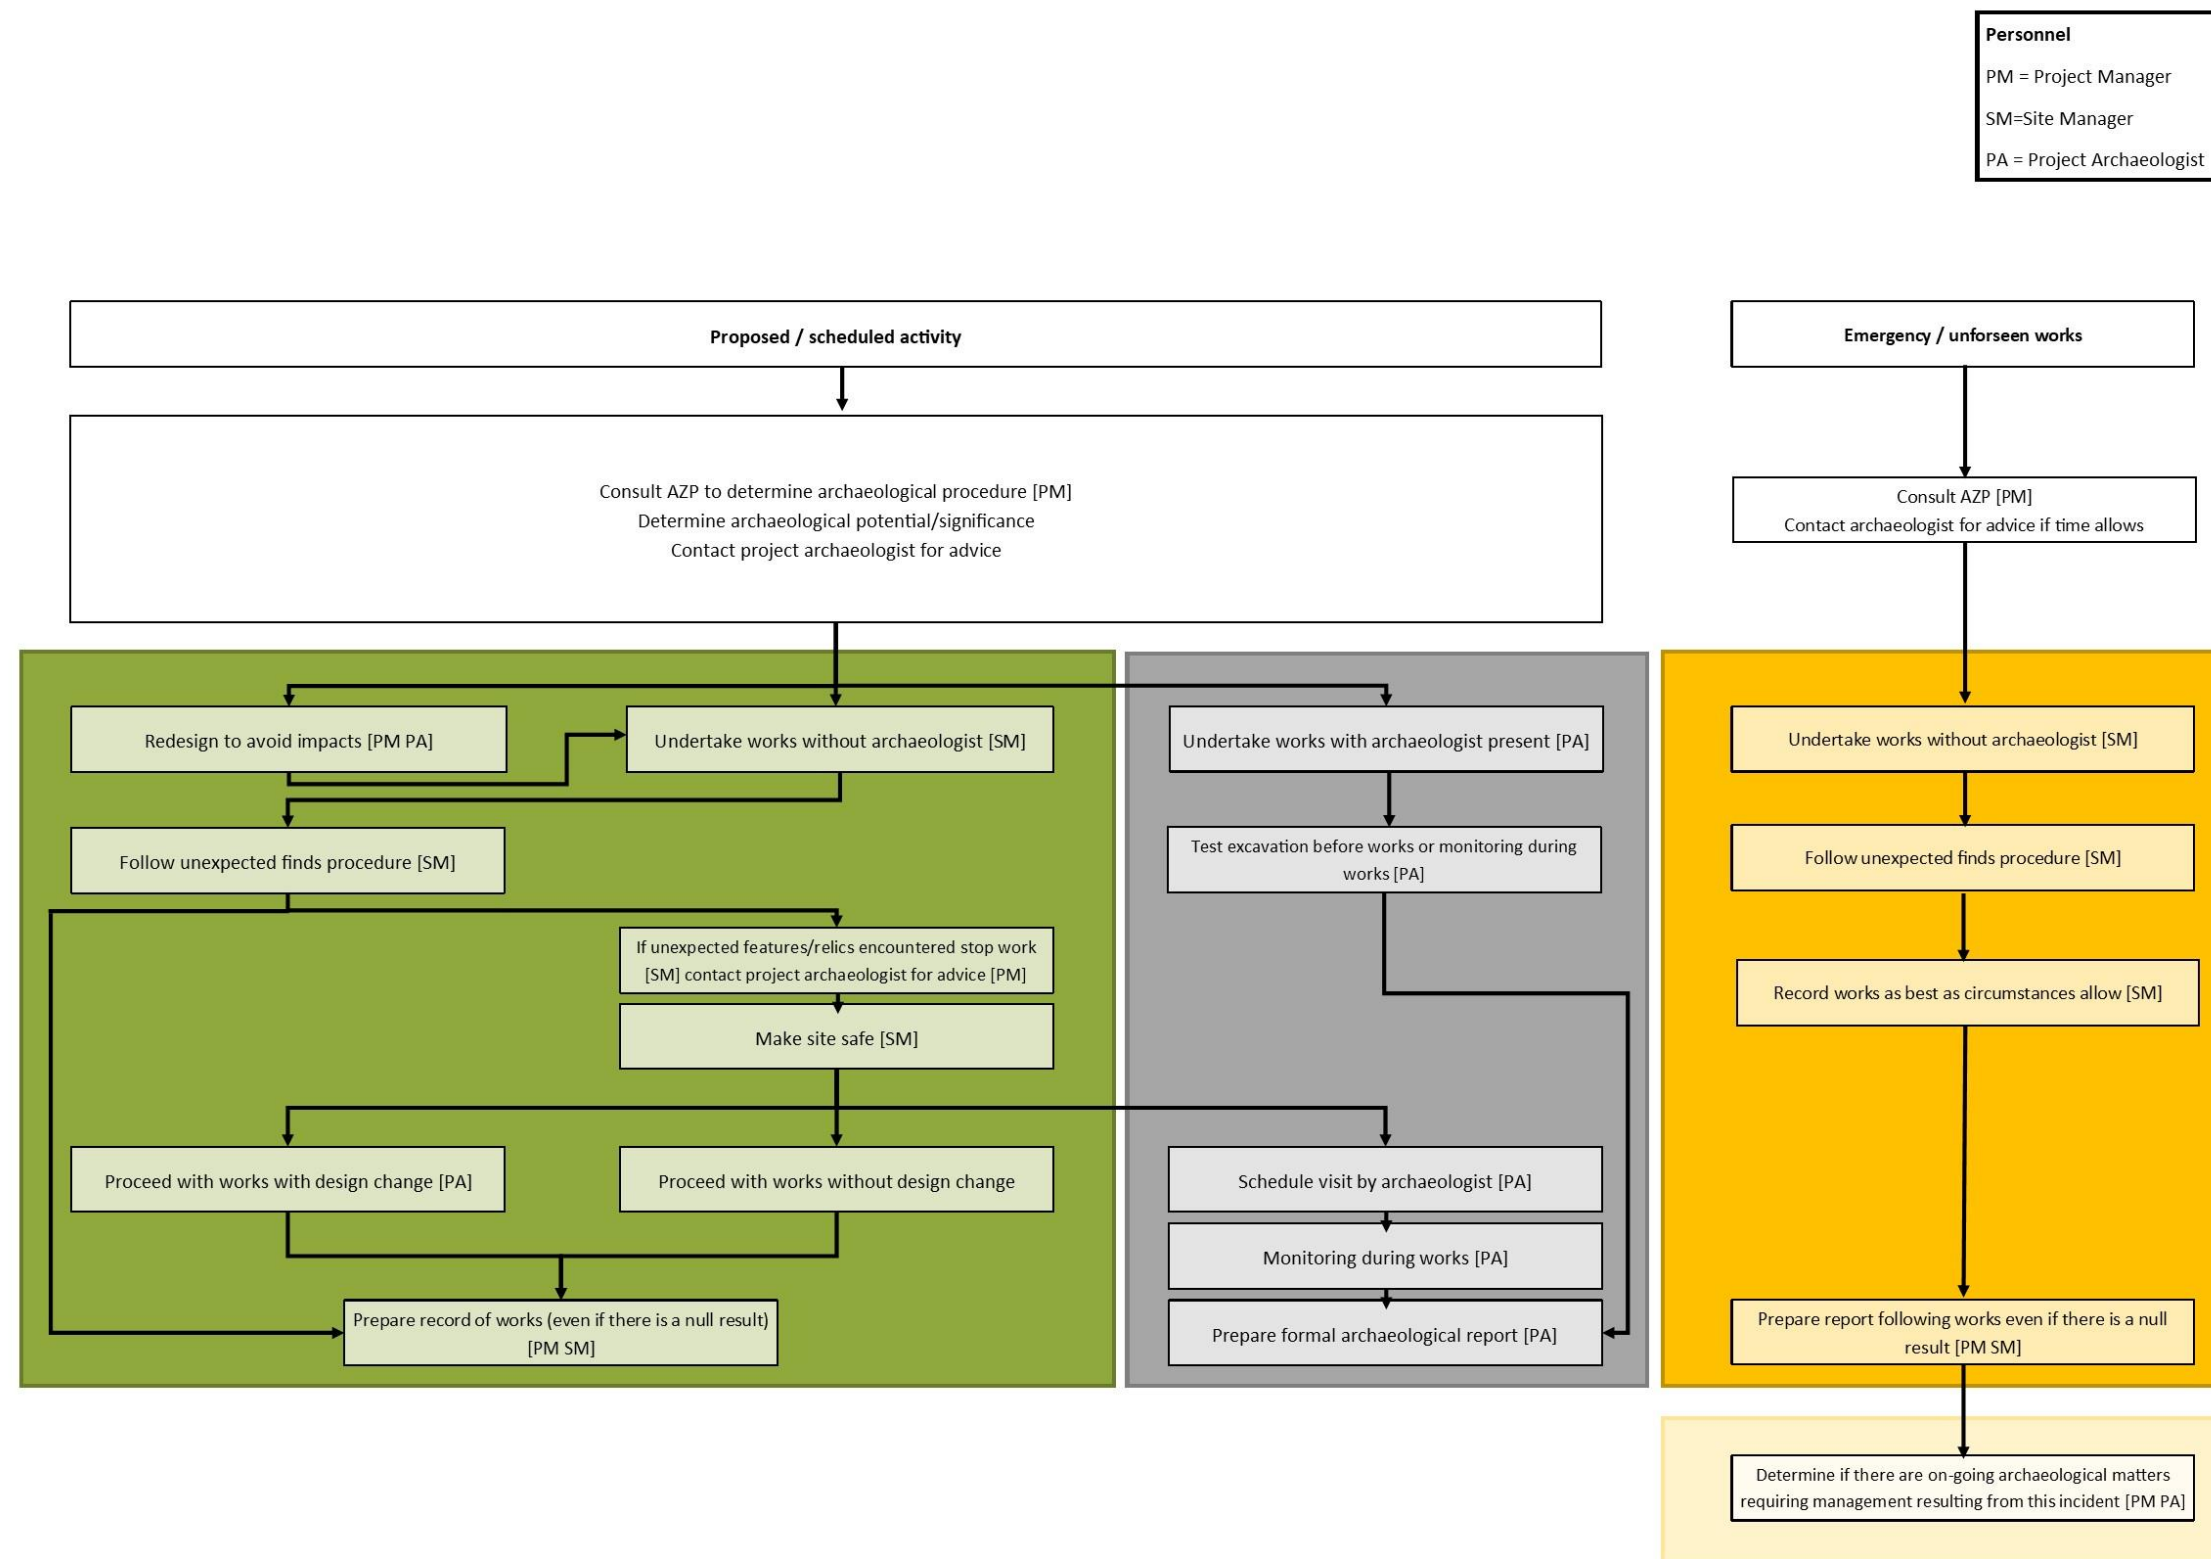 Personnel
PM = Project Manager
SM=Site Manager
PA = Project Archaeologist
Proposed / scheduled activity
Emergency / unforseen works
Consult AZP to determine archaeological procedure [PM]
Determine archaeological potential/significance
Contact project archaeologist for advice
Consult AZP [PM]
Contact archaeologist for advice if time allows
Redesign to avoid impacts [PM PA]
Undertake works without archaeologist [SM]
Undertake works with archaeologist present [PA]
Undertake works without archaeologist [SM]
Follow unexpected finds procedure [SM]
Test excavation before works or monitoring during
works [PA]
Follow unexpected finds procedure [SM]
If unexpected features/relics encountered stop work
[SM] contact project archaeologist for advice [PM]
Record works as best as circumstances allow [SM]
Make site safe [SM]
Proceed with works with design change [PA]
Proceed with works without design change
Schedule visit by archaeologist [PA]
Monitoring during works [PA]
Prepare record of works (even if there is a null result)
[PM SM]
Prepare formal archaeological report [PA]
Prepare report following works even if there is a null
result [PM SM]
Determine if there are on-going archaeological matters
requiring management resulting from this incident [PM PA]